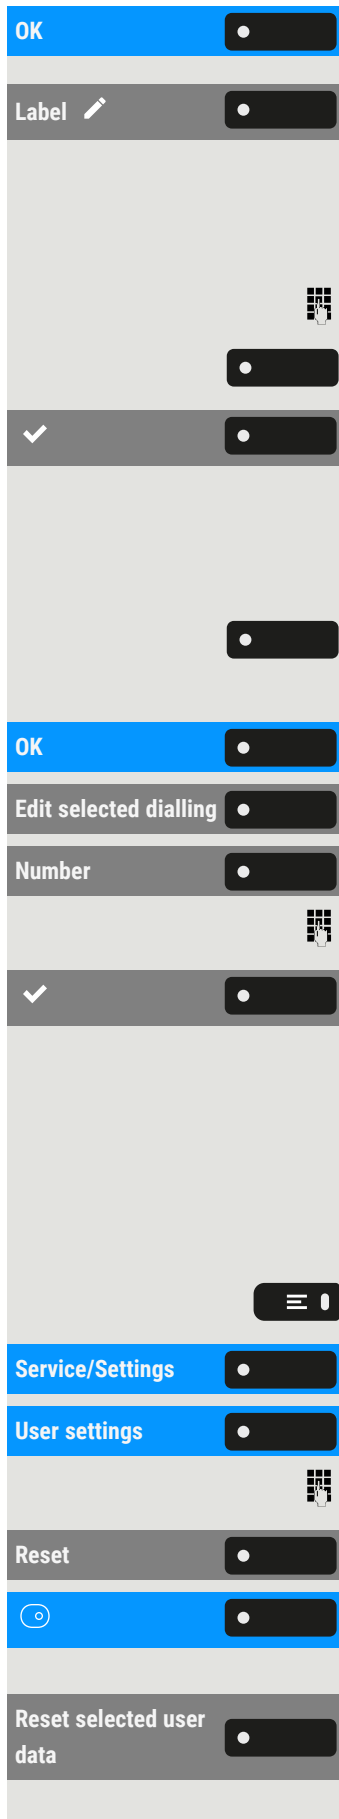 OK
Label
OK
Edit selected dialling
Number
Service/Settings
User settings
Reset
Reset selected user
data